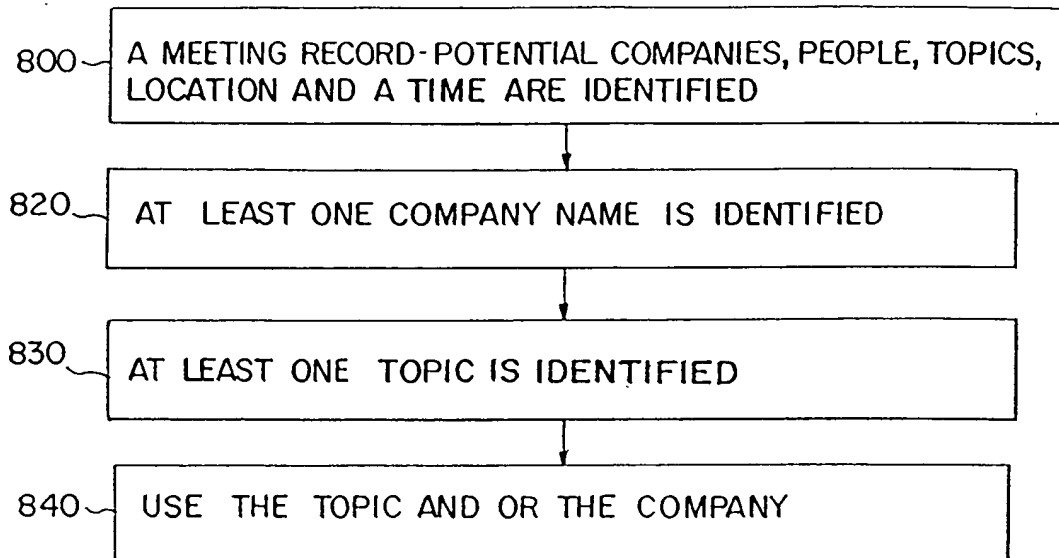 800
A MEETING RECORD-POTENTIAL COMPANIES, PEOPLE, TOPICS,
LOCATION AND A TIME ARE IDENTIFIED
820
AT LEAST ONE COMPANY NAME IS IDENTIFIED
830
AT LEAST ONE TOPIC IS IDENTIFIED
840
USE THE TOPIC AND OR THE COMPANY